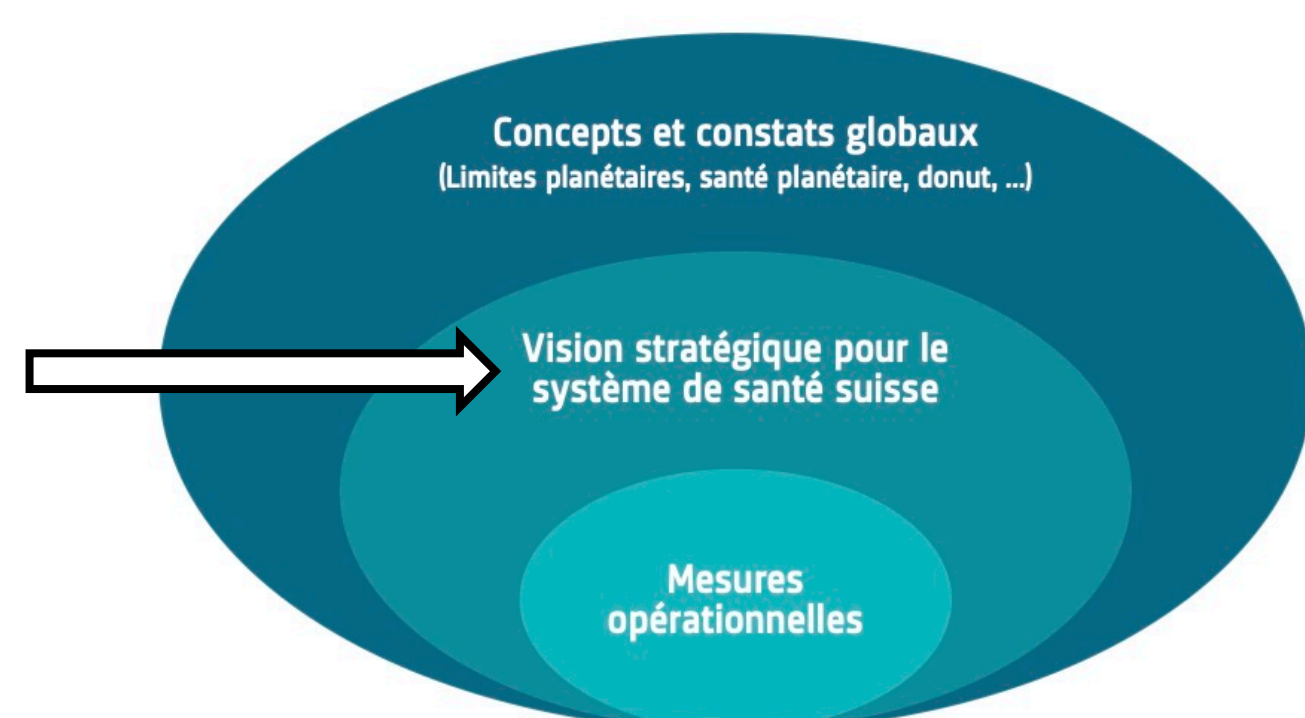 Concepts et constats globaux
(Limites planétaires, santé planétaire, donut, ...)
Vision stratégique pour le
système de santé suisse
Mesures
opérationnelles